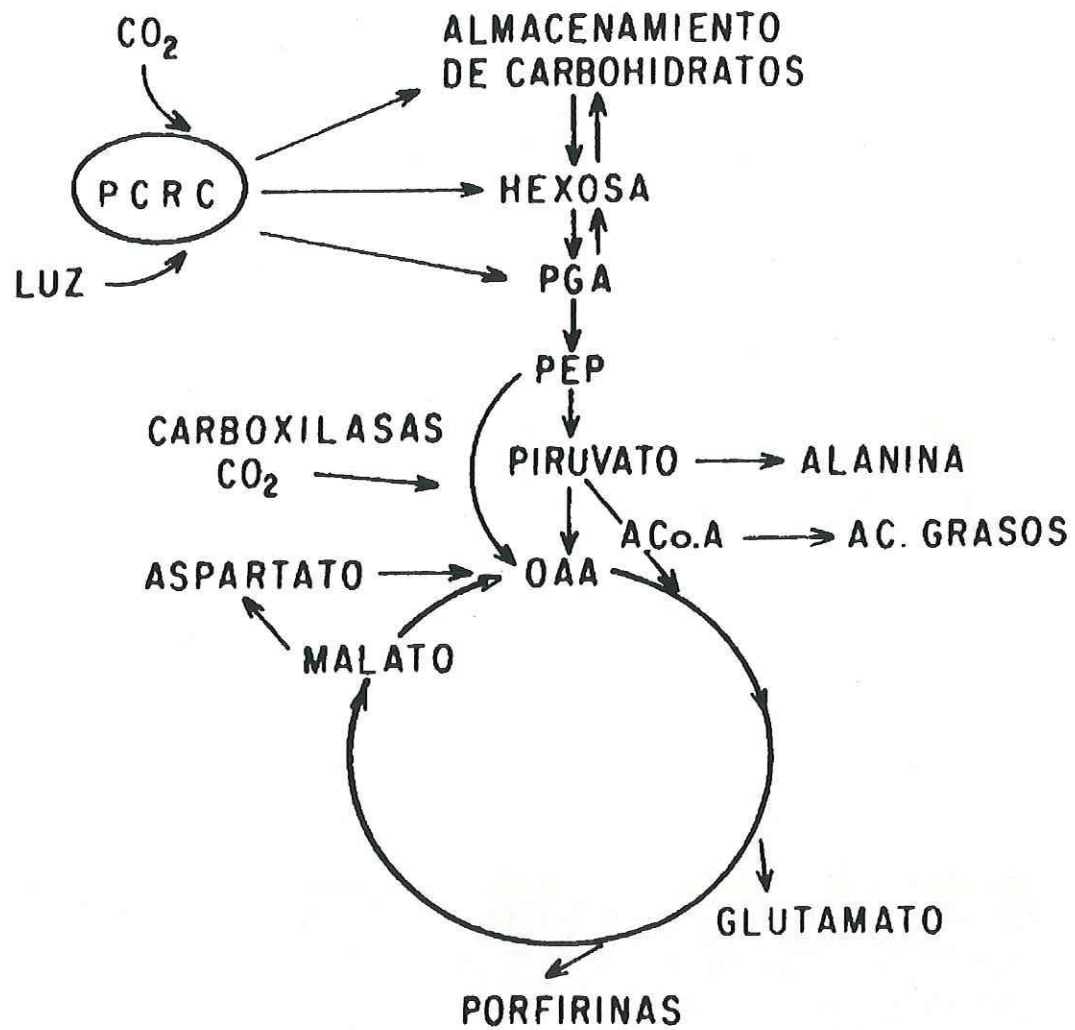 CO₂
ALMACENAMIENTO
DE CARBOHIDRATOS
PCRC
HEXOSA
LUZ
PGA
PEP
CARBOXILASAS
CO₂
PIRUVATO
ALANINA
ACo.A
AC. GRASOS
ASPARTATO
OAA
MALATO
GLUTAMATO
PORFIRINAS